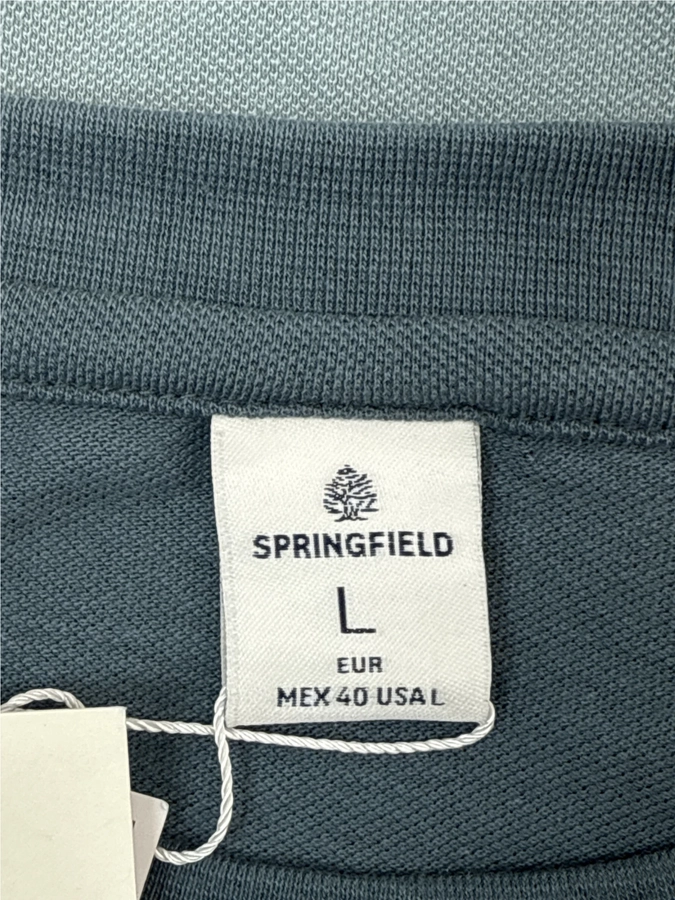 SPRINGFIELD
L
EUR
MEX 40 USA L